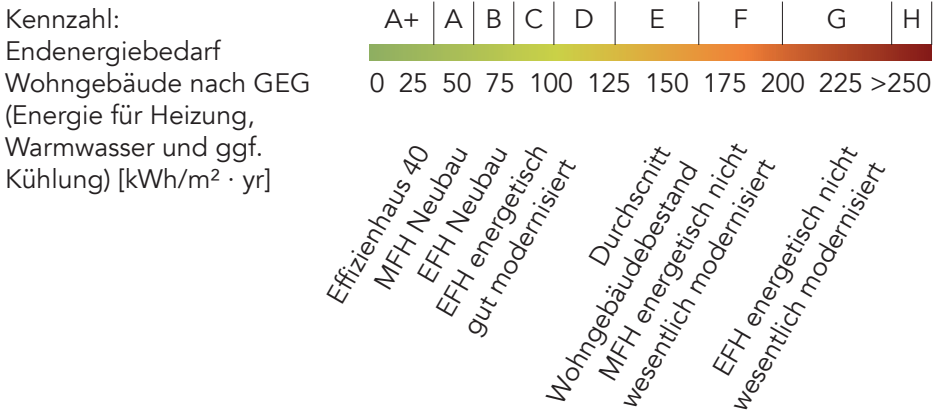 Kennzahl:
Endenergiebedarf
Wohngebäude nach GEG
(Energie für Heizung,
Warmwasser und ggf.
Kühlung) [kWh/m² · yr]
A+ A B C D E F G H
0 25 50 75 100 125 150 175 200 225 >250
Effizienhaus 40
MFH Neubau
EFH Neubau
EFH energetisch
gut modernisiert
Durchscnitt
Wohngebäudebestand
MFH energetisch nicht
wesentlich modernisiert
EFH energetisch nicht
wesentlich modernisiert